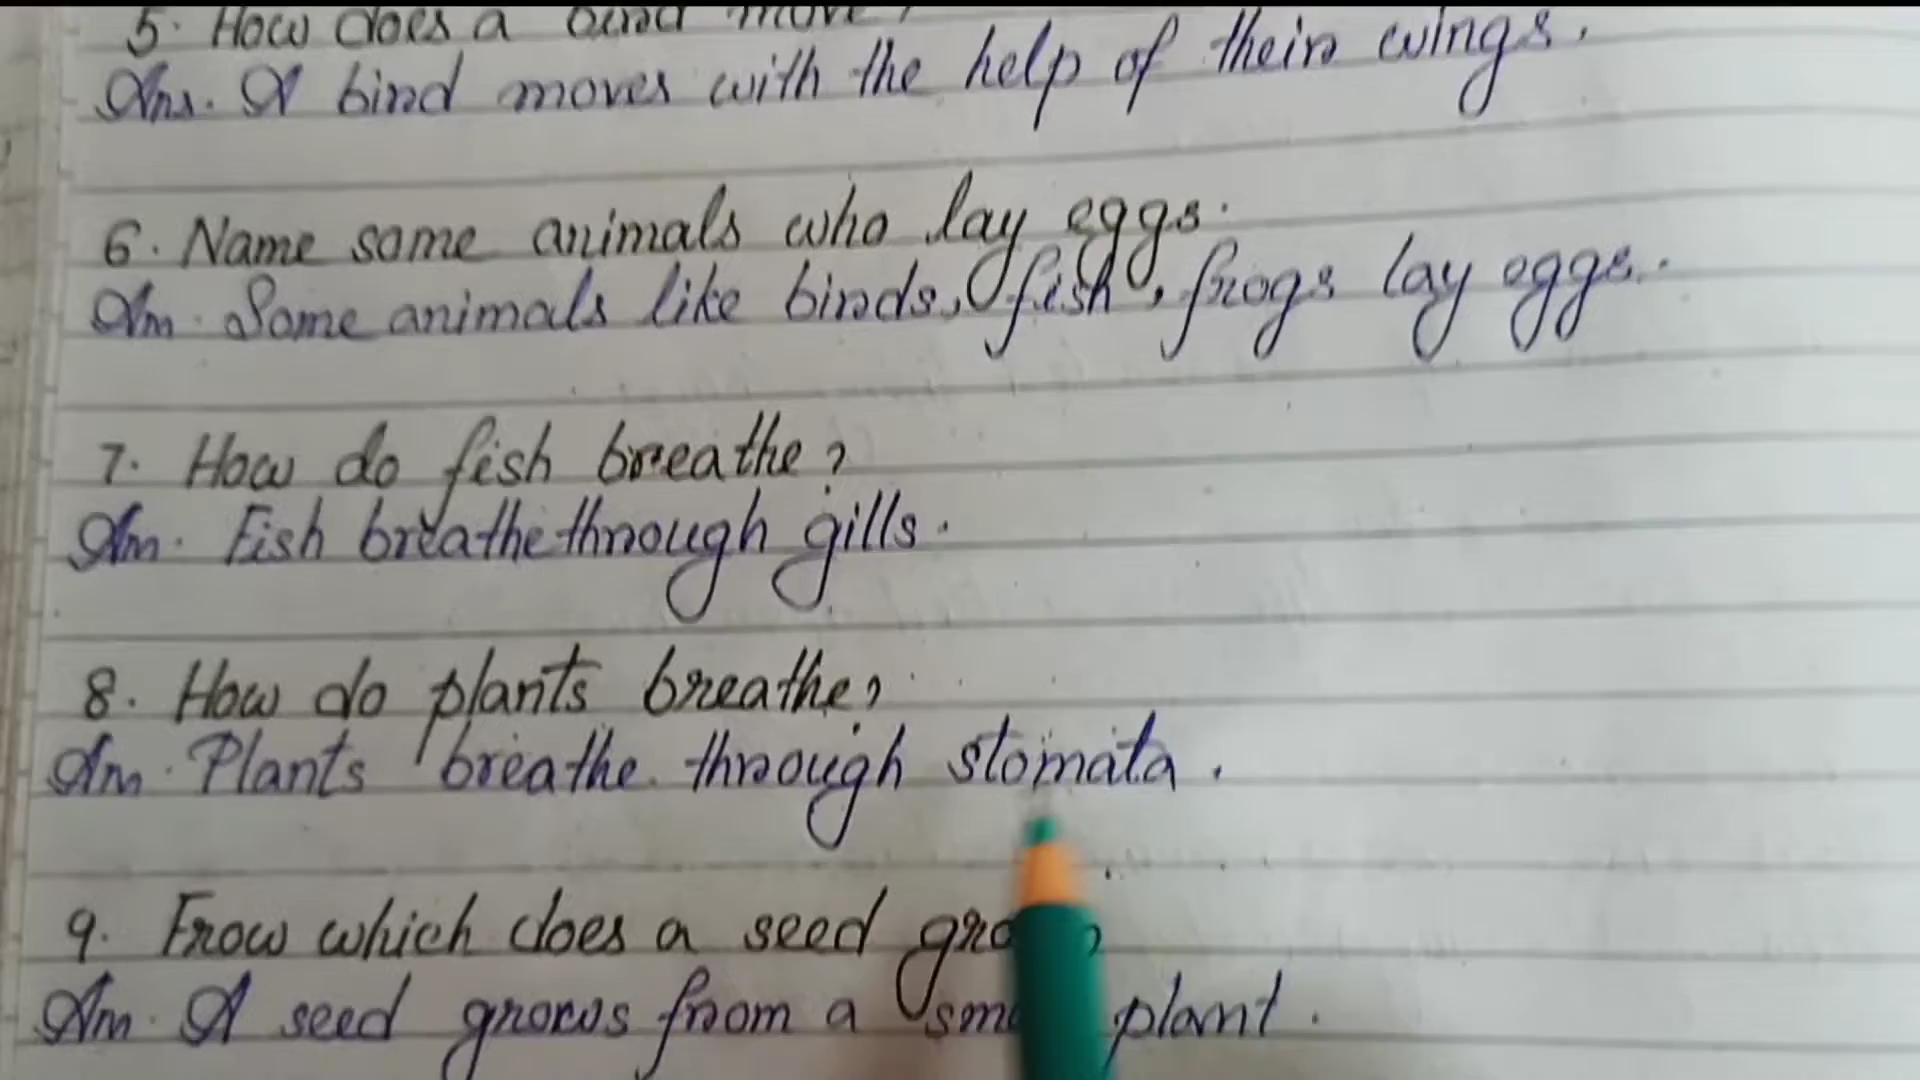 5. How does a bird move?
Ans. A bird moves with the help of their wings.
6. Name some animals who lay eggs.
Ans. Some animals like birds, fish, frogs lay eggs.
7. How do fish breathe?
Ans. Fish breathe through gills.
8. How do plants breathe?
Ans. Plants breathe through stomata.
9. Frow which does a seed ?
Ans. A seed grows from a plant.